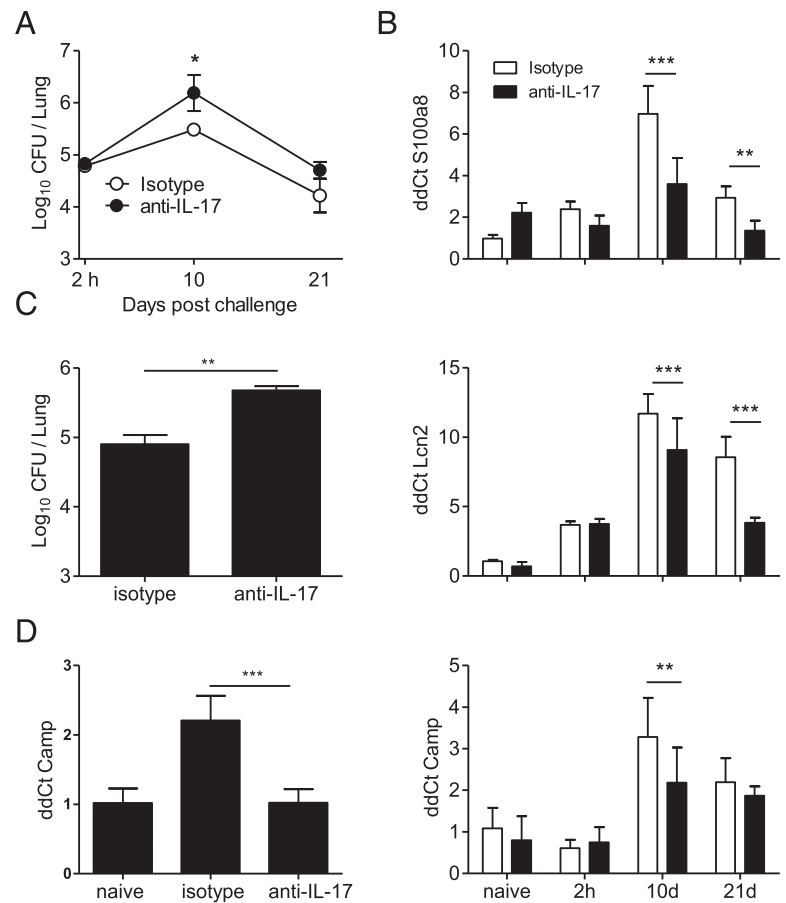 A
7
6
5
4
3
Log10 CFU / Lung
*
Isotype
anti-IL-17
2 h
10
21
Days post challenge
B
10
8
6
4
2
0
ddCt S100a8
Isotype
anti-IL-17
***
**
C
6
5
4
3
Log10 CFU / Lung
**
isotype
anti-IL-17
15
10
5
0
ddCt Lcn2
***
***
D
3
2
1
0
ddCt Camp
***
naive
isotype
anti-IL-17
5
4
3
2
1
0
ddCt Camp
**
naive
2h
10d
21d